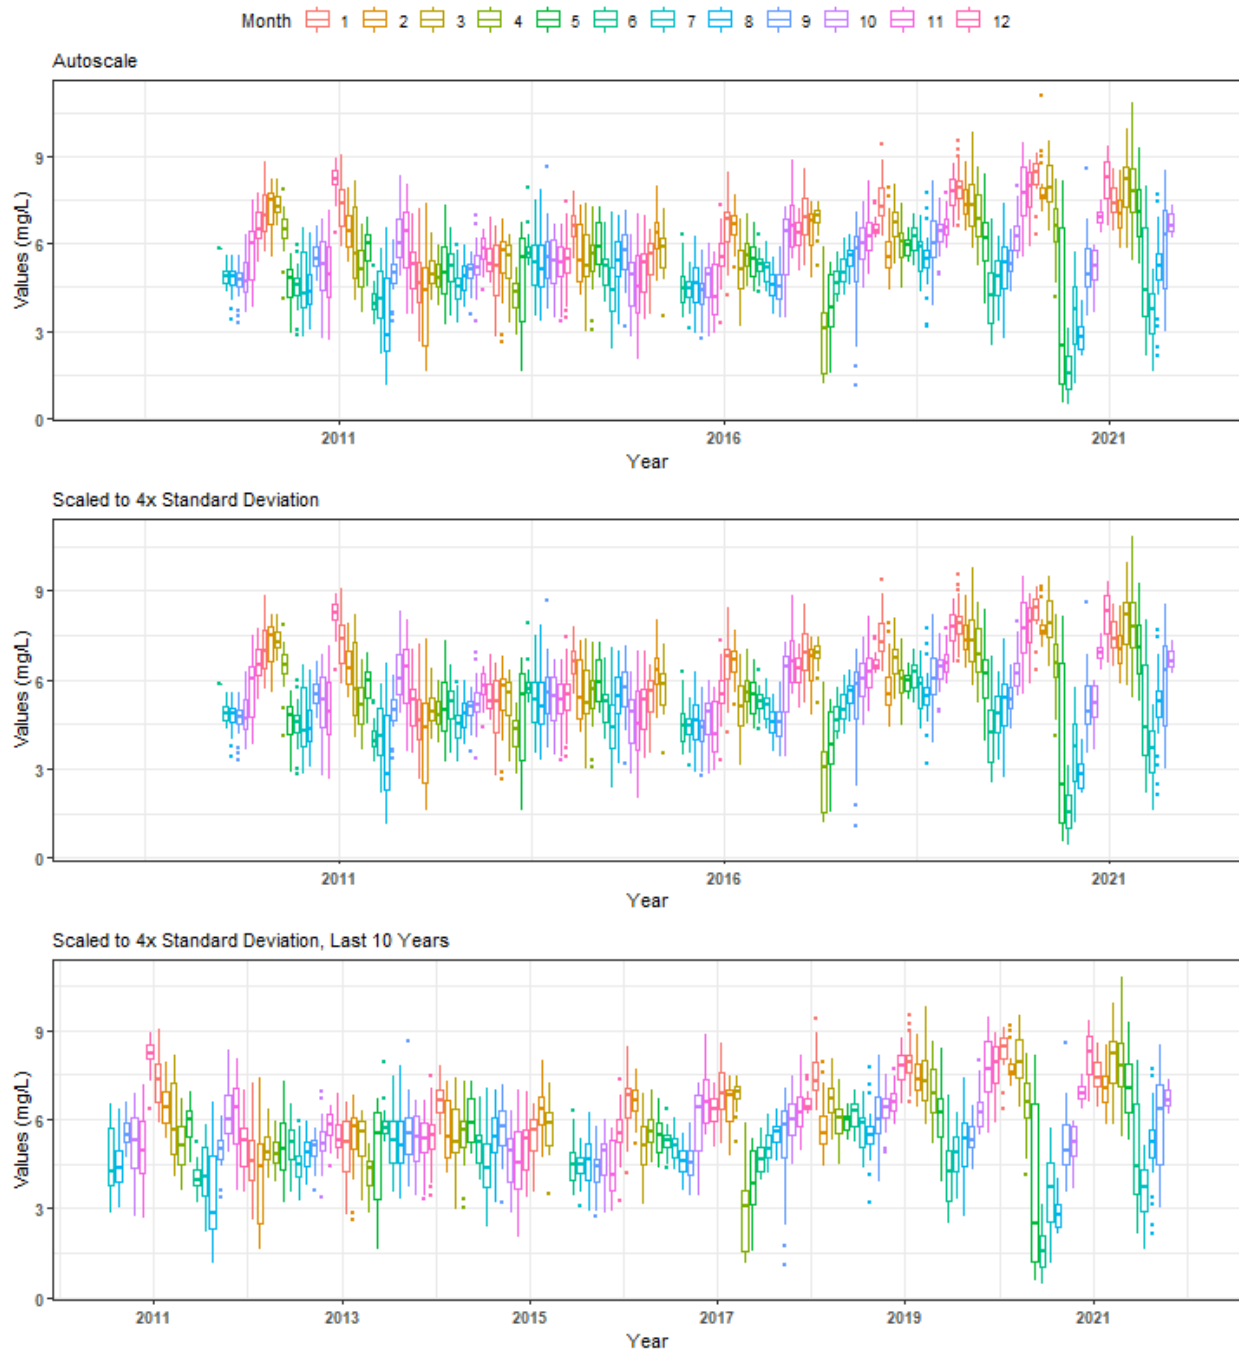 Month 1 2 3 4 5 6 7 8 9 10 11 12
Autoscale
Values (mg/L)
9
6
3
0
2011 2016 2021
Year
Scaled to 4x Standard Deviation
Values (mg/L)
9
6
3
0
2011 2016 2021
Year
Scaled to 4x Standard Deviation, Last 10 Years
Values (mg/L)
9
6
3
0
2011 2013 2015 2017 2019 2021
Year